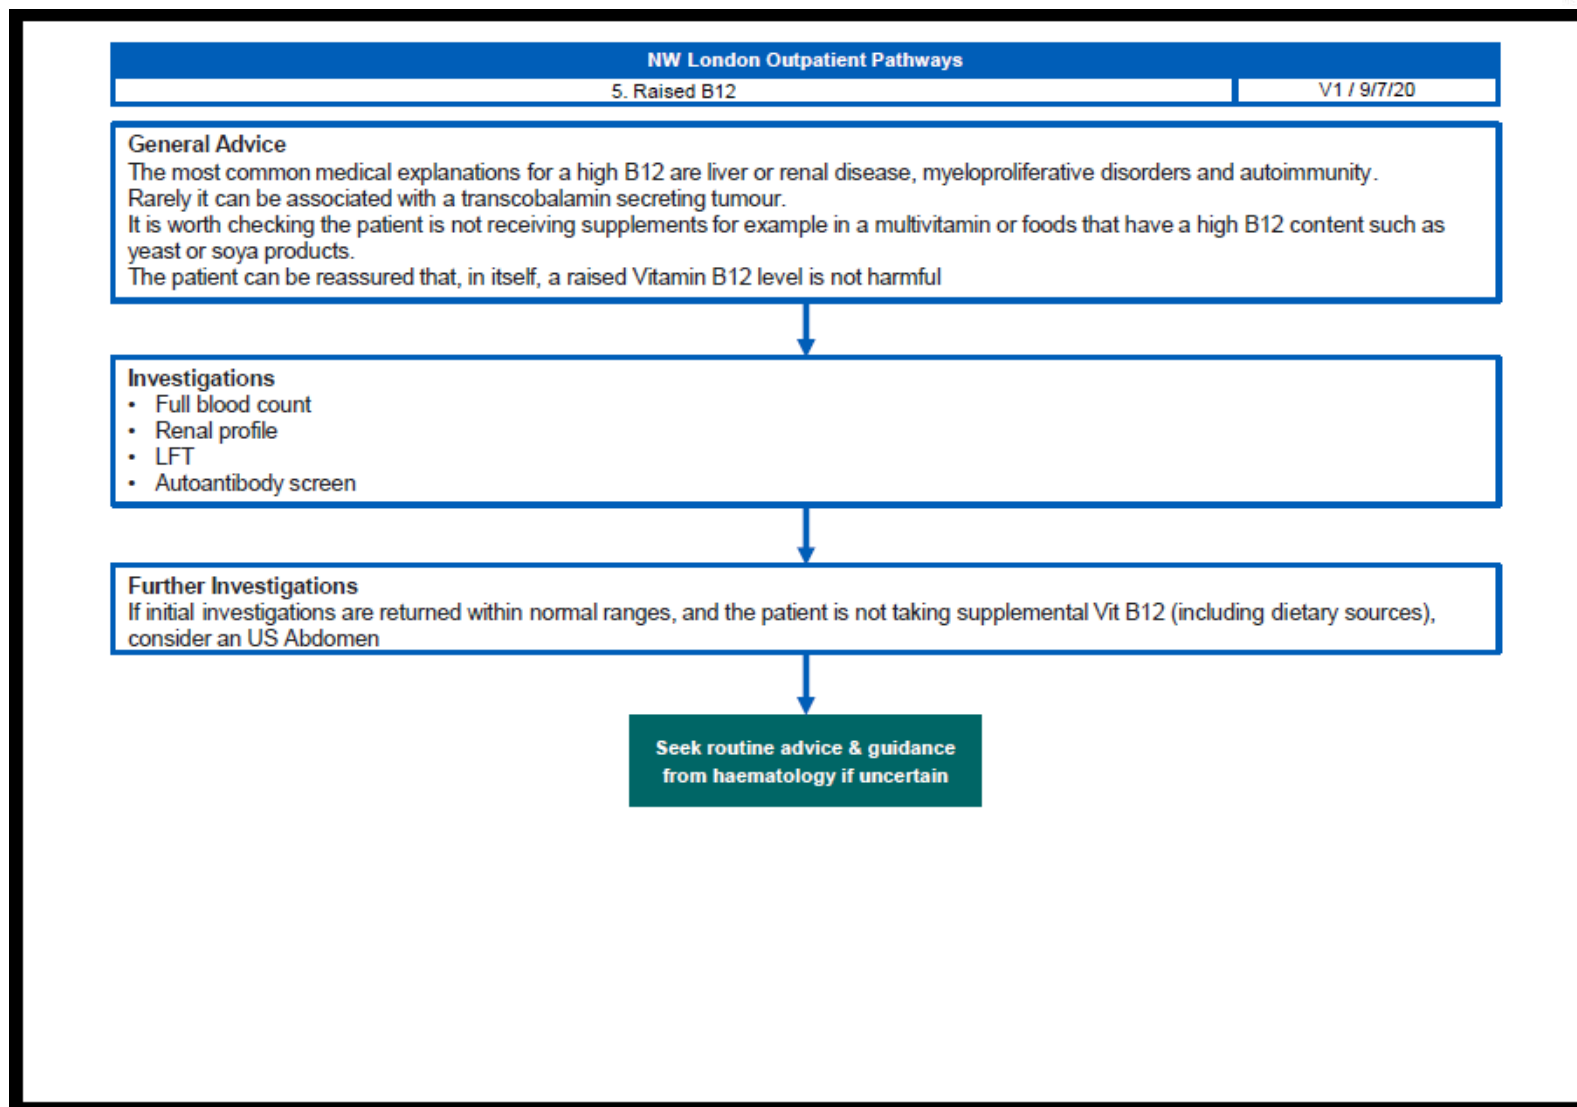 NW London Outpatient Pathways
5. Raised B12
V1 / 9/7/20
General Advice
The most common medical explanations for a high B12 are liver or renal disease, myeloproliferative disorders and autoimmunity.
Rarely it can be associated with a transcobalamin secreting tumour.
It is worth checking the patient is not receiving supplements for example in a multivitamin or foods that have a high B12 content such as
yeast or soya products.
The patient can be reassured that, in itself, a raised Vitamin B12 level is not harmful
Investigations
• Full blood count
• Renal profile
• LFT
• Autoantibody screen
Further Investigations
If initial investigations are returned within normal ranges, and the patient is not taking supplemental Vit B12 (including dietary sources),
consider an US Abdomen
Seek routine advice & guidance
from haematology if uncertain